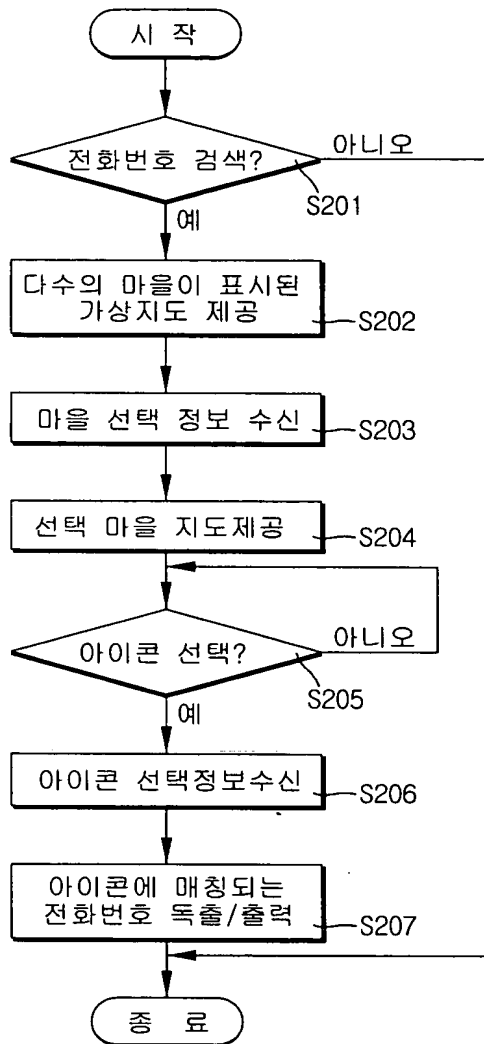 시 작
전화번호 검색?
아니오
S201
예
다수의 마을이 표시된
가상지도 제공
S202
마을 선택 정보 수신
S203
선택 마을 지도제공
S204
아이콘 선택?
아니오
S205
예
아이콘 선택정보수신
S206
아이콘에 매칭되는
전화번호 독출/출력
S207
종 료